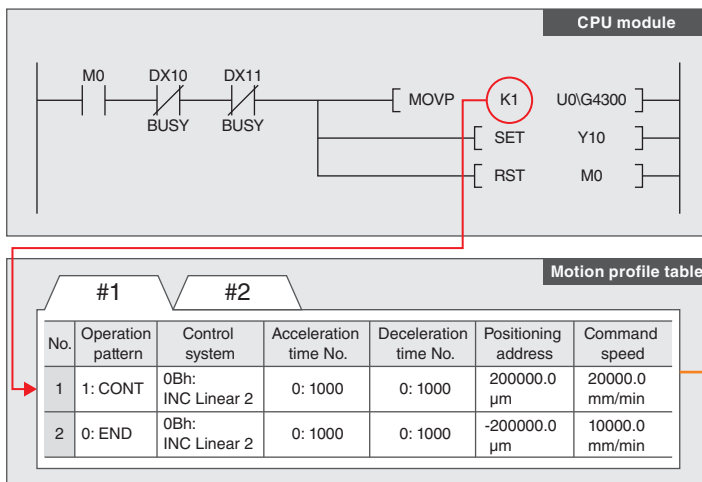 CPU module
M0 DX10 DX11
MOVP K1 U0\G4300
BUSY BUSY
SET Y10
RST M0
Motion profile table
#1 #2
No. Operation pattern Control system Acceleration time No. Deceleration time No. Positioning address Command speed
1 1: CONT 0Bh: INC Linear 2 0: 1000 0: 1000 200000.0 µm 20000.0 mm/min
2 0: END 0Bh: INC Linear 2 0: 1000 0: 1000 -200000.0 µm 10000.0 mm/min